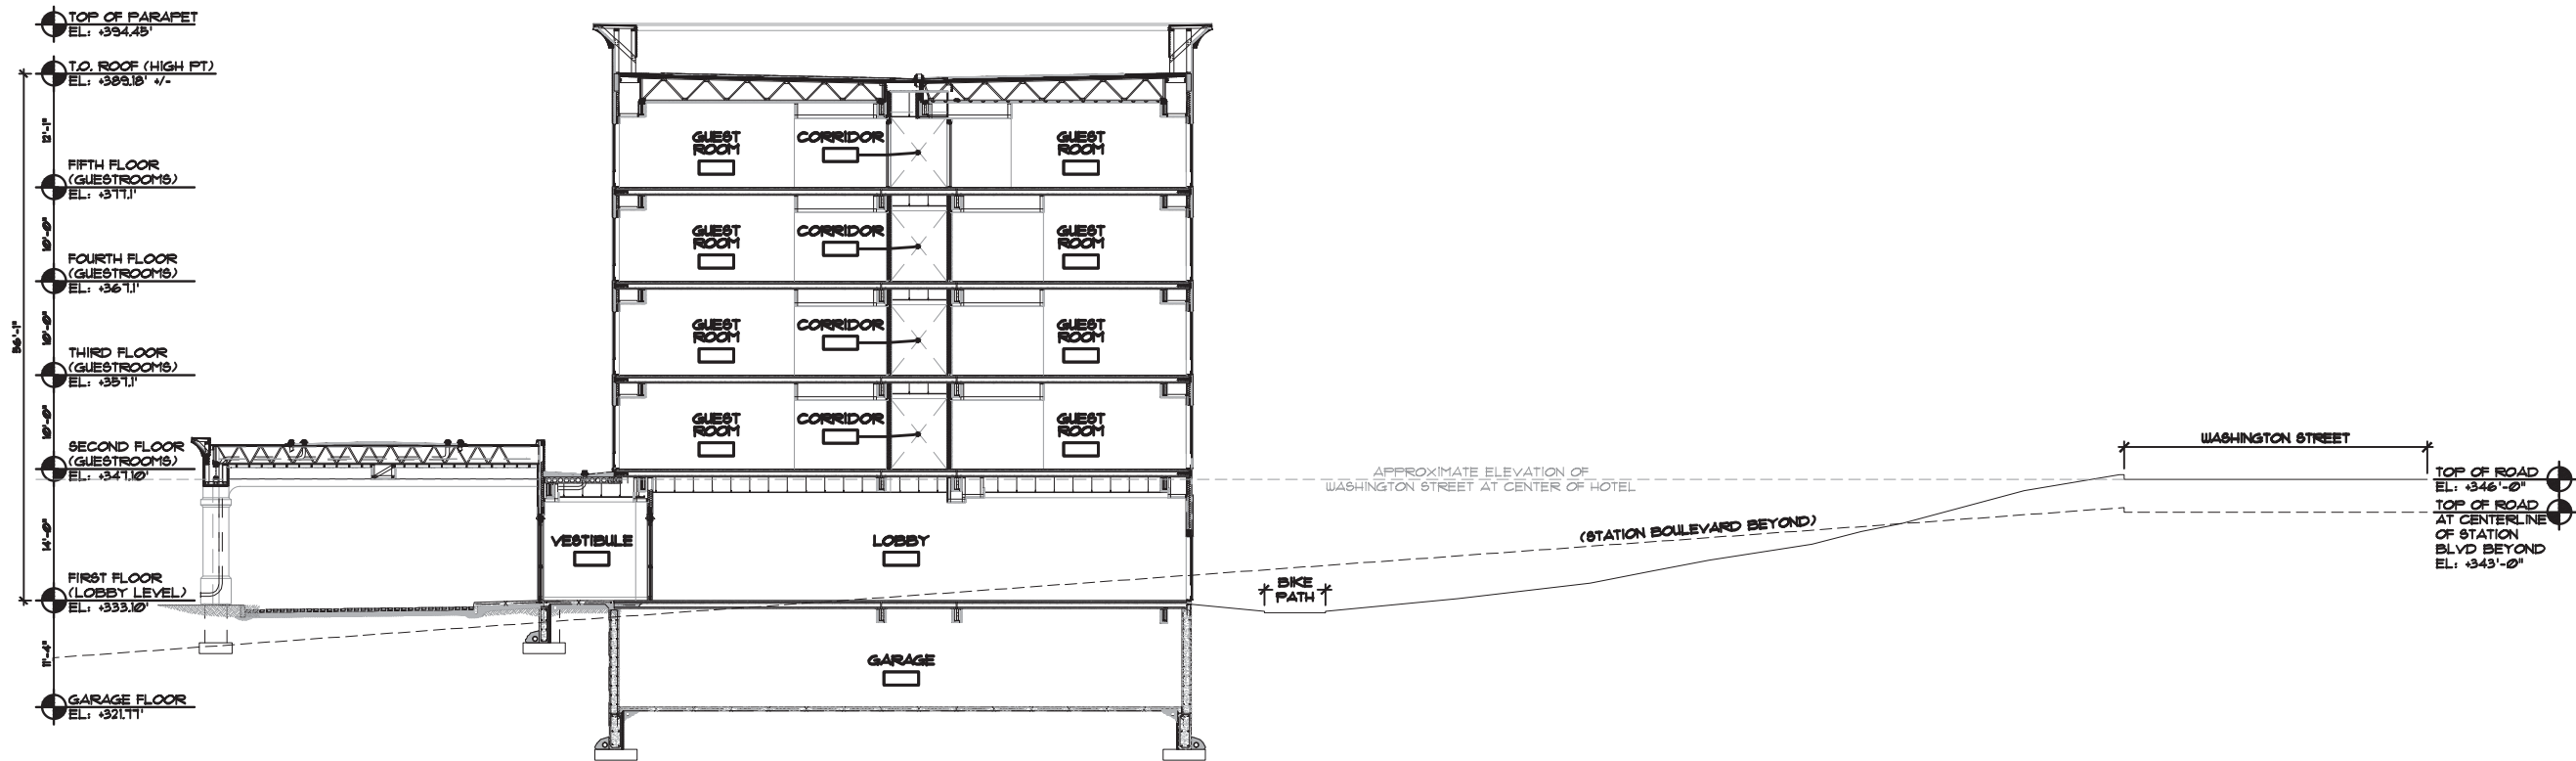 TOP OF PARAPET
EL: +394.45'
T.O. ROOF (HIGH PT)
EL: +389.18' +/-
12'-1"
FIFTH FLOOR
(GUESTROOMS)
EL: +377.1'
10'-0"
FOURTH FLOOR
(GUESTROOMS)
EL: +367.1'
10'-0"
56'-1"
THIRD FLOOR
(GUESTROOMS)
EL: +357.1'
10'-0"
SECOND FLOOR
(GUESTROOMS)
EL: +347.10'
14'-0"
FIRST FLOOR
(LOBBY LEVEL)
EL: +333.10'
11'-4"
GARAGE FLOOR
EL: +321.77'
GUEST
ROOM
CORRIDOR
GUEST
ROOM
GUEST
ROOM
CORRIDOR
GUEST
ROOM
GUEST
ROOM
CORRIDOR
GUEST
ROOM
GUEST
ROOM
CORRIDOR
GUEST
ROOM
VESTIBULE
LOBBY
GARAGE
BIKE
PATH
APPROXIMATE ELEVATION OF
WASHINGTON STREET AT CENTER OF HOTEL
(STATION BOULEVARD BEYOND)
WASHINGTON STREET
TOP OF ROAD
EL: +346'-0"
TOP OF ROAD
AT CENTERLINE
OF STATION
BLVD BEYOND
EL: +343'-0"